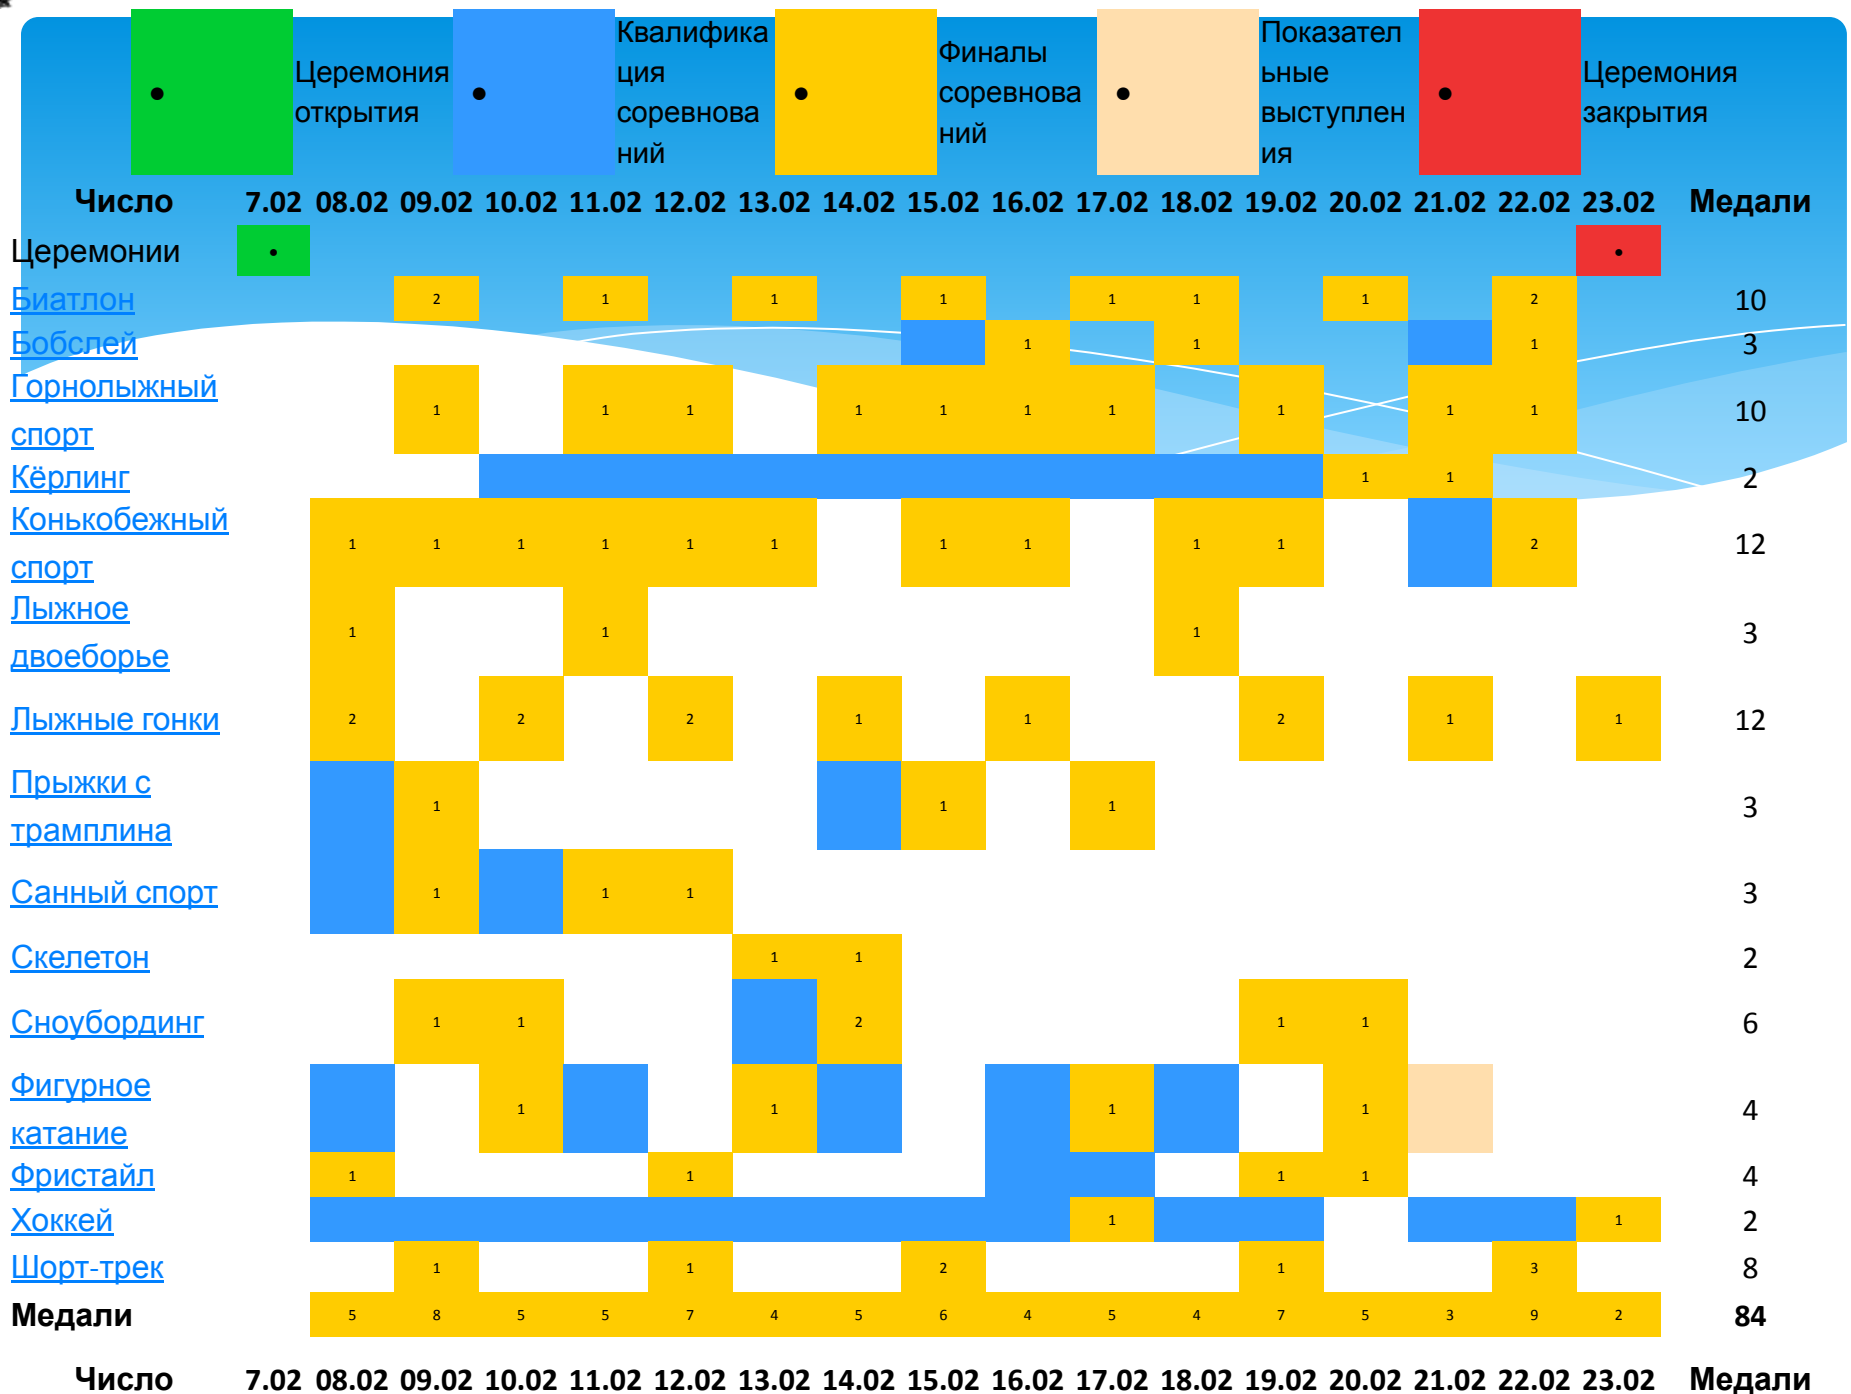 • Церемония открытия
• Квалифика
ция
соревнова
ний
• Финалы
соревнова
ний
• Показател
ьные
выступлен
ия
• Церемония
закрытия
Число 7.02 08.02 09.02 10.02 11.02 12.02 13.02 14.02 15.02 16.02 17.02 18.02 19.02 20.02 21.02 22.02 23.02 Медали
Церемонии • •
Биатлон 2 1 1 1 1 1 1 2 10
Бобслей 1 1 1 3
Горнолыжный
спорт 1 1 1 1 1 1 1 1 1 1 10
Кёрлинг 1 1 2
Конькобежный
спорт 1 1 1 1 1 1 1 1 1 1 2 12
Лыжное
двоеборье 1 1 1 3
Лыжные гонки 2 2 2 1 1 2 1 1 12
Прыжки с
трамплина 1 1 1 3
Санный спорт 1 1 1 3
Скелетон 1 1 2
Сноубординг 1 1 2 1 1 6
Фигурное
катание 1 1 1 1 4
Фристайл 1 1 1 1 4
Хоккей 1 1 2
Шорт-трек 1 1 2 1 3 8
Медали 5 8 5 5 7 4 5 6 4 5 4 7 5 3 9 2 84
Число 7.02 08.02 09.02 10.02 11.02 12.02 13.02 14.02 15.02 16.02 17.02 18.02 19.02 20.02 21.02 22.02 23.02 Медали